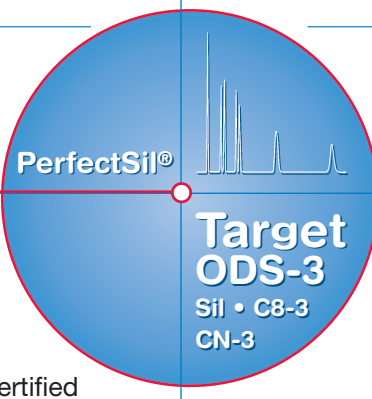 PerfectSil®
Target
ODS-3
Sil • C8-3
CN-3
ertified